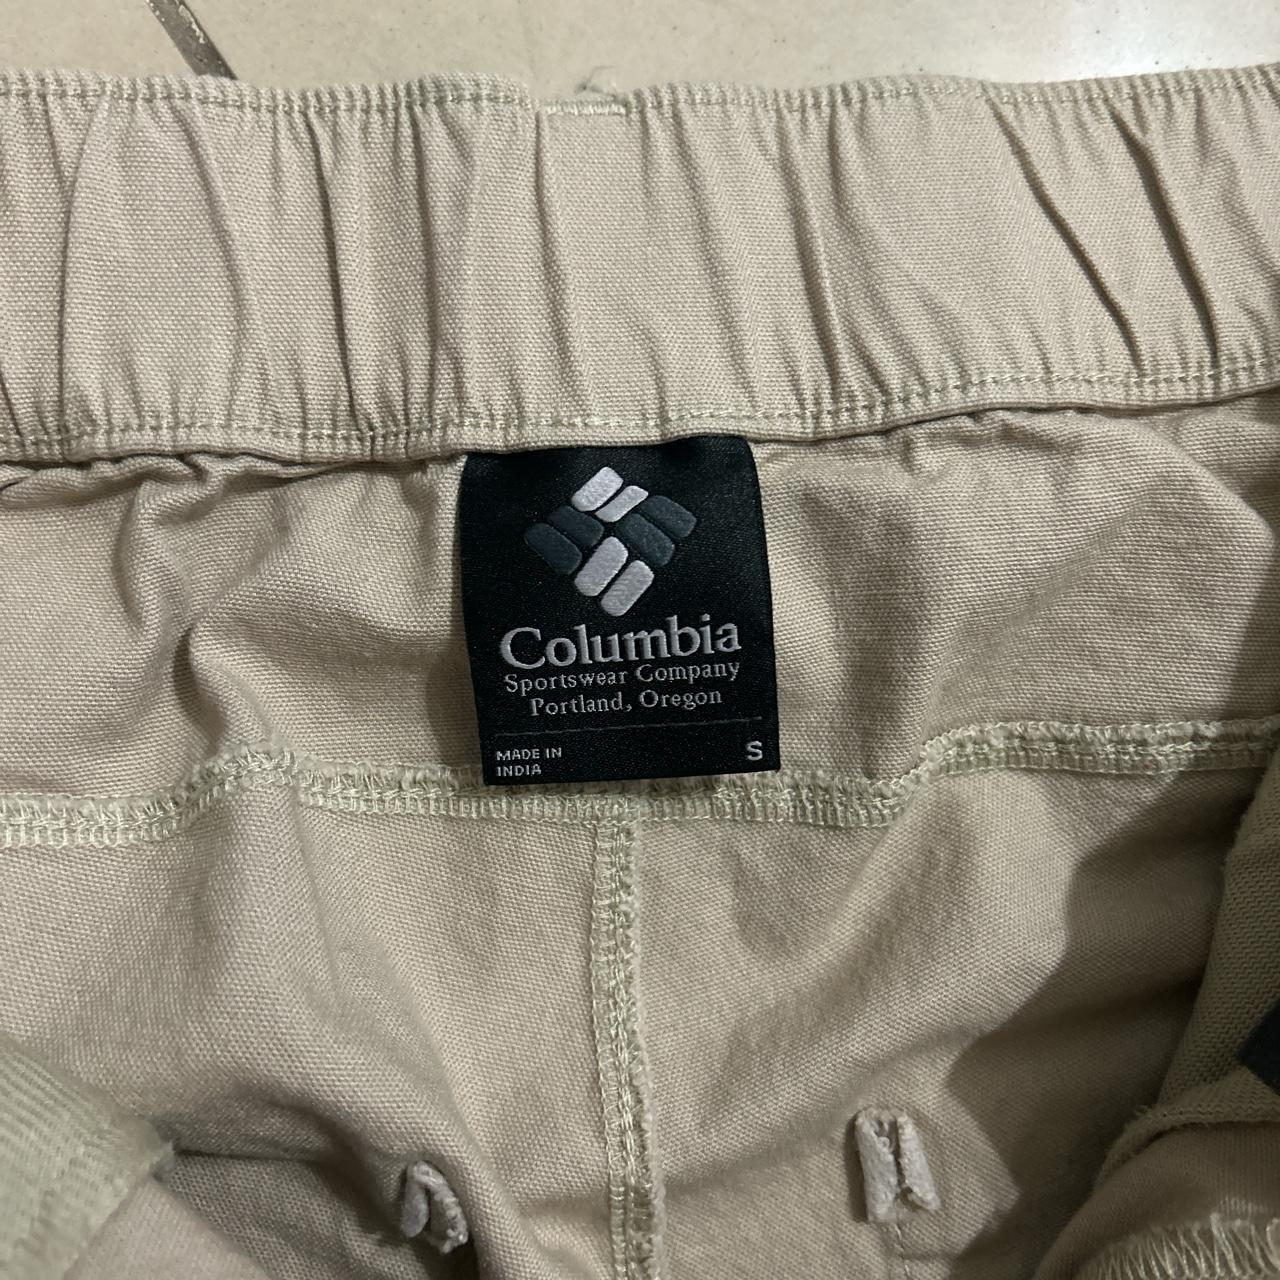 Columbia
Sportswear Company
Portland, Oregon
MADE IN
INDIA
S